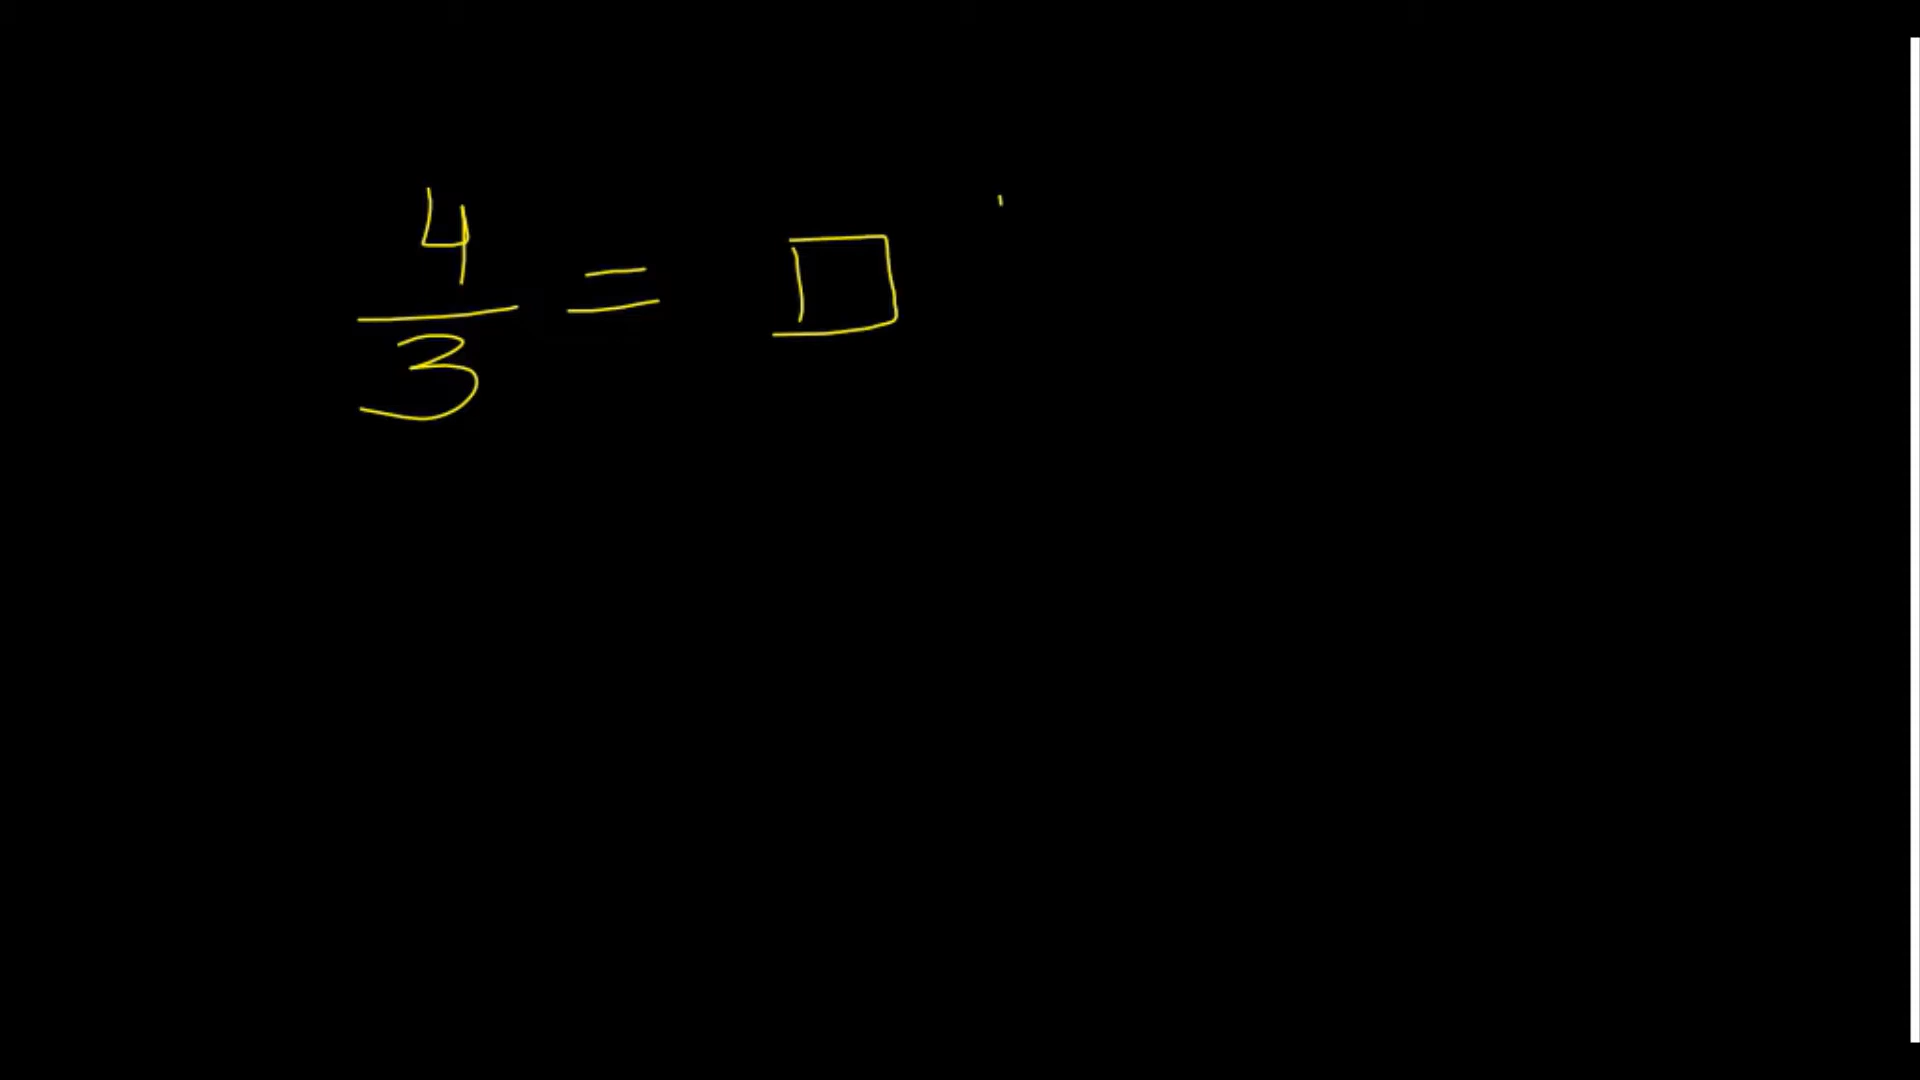 4/3 = □